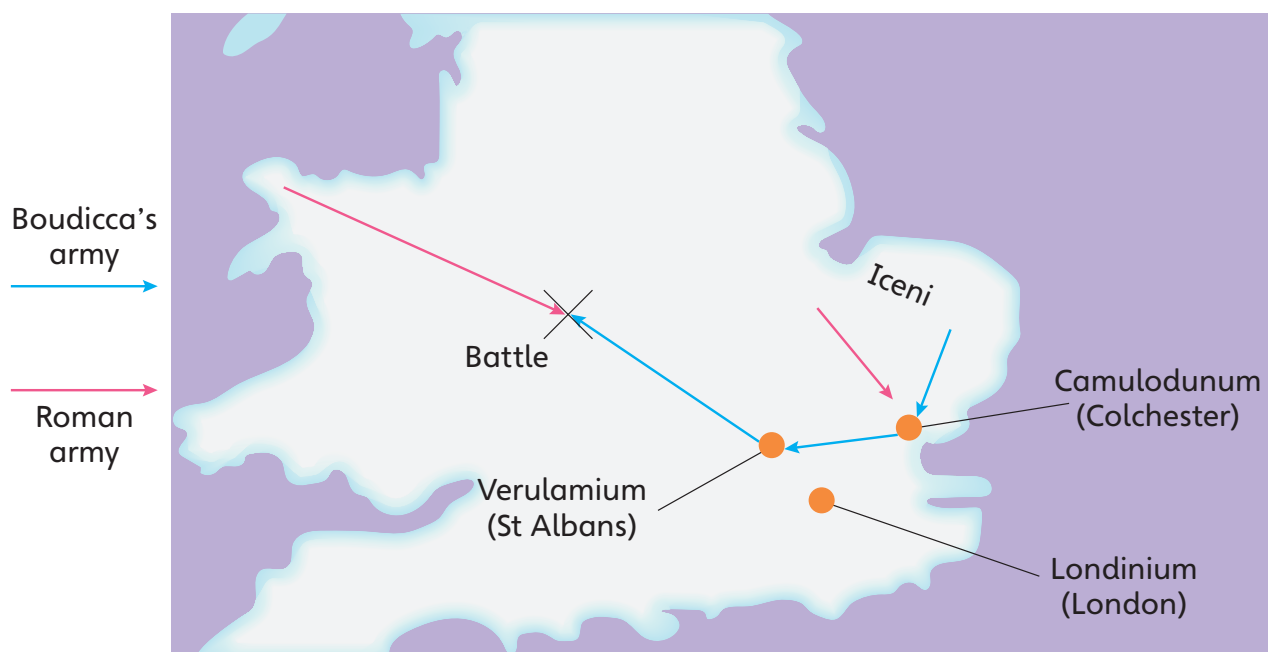 Boudicca's
army
Roman
army
Battle
Iceni
Camulodunum
(Colchester)
Verulamium
(St Albans)
Londinium
(London)